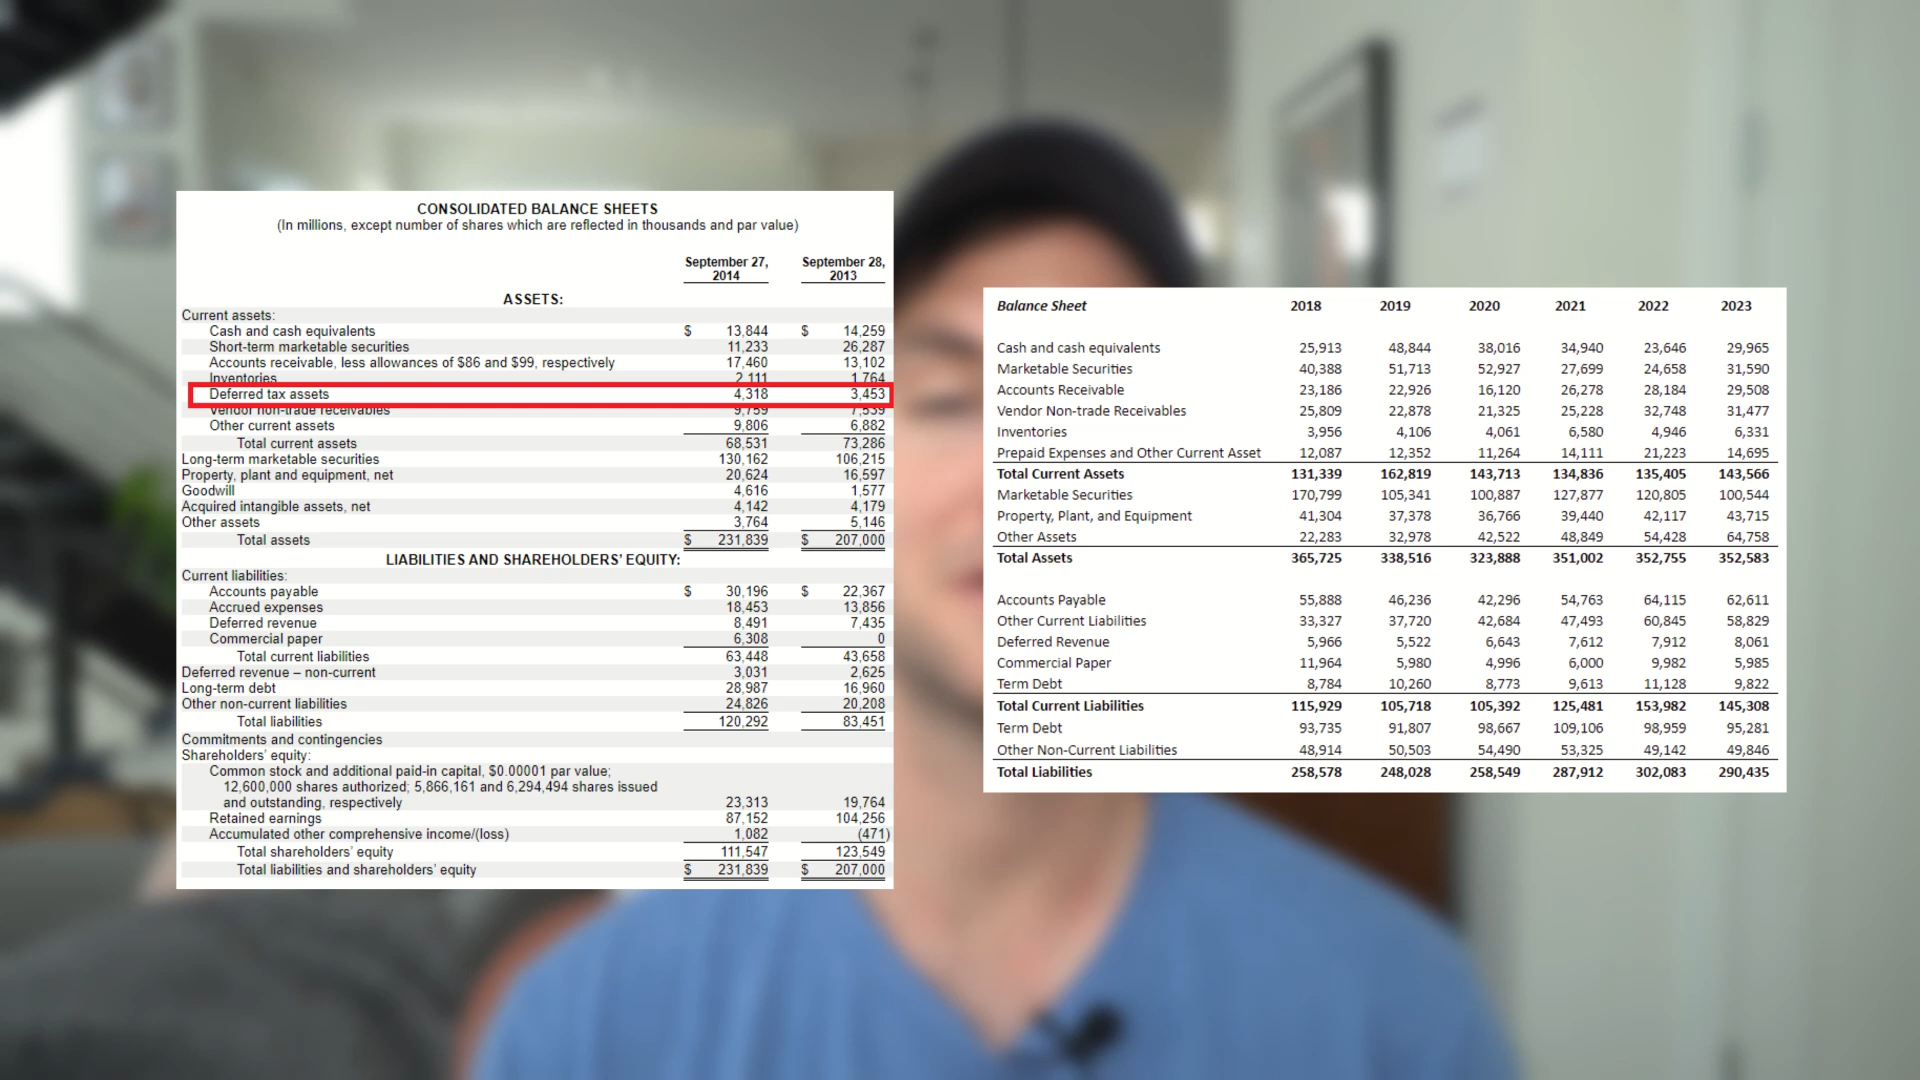 CONSOLIDATED BALANCE SHEETS
(In millions, except number of shares which are reflected in thousands and par value)
September 27, 2014 September 28, 2013
ASSETS:
Current assets:
Cash and cash equivalents $ 13,844 $ 14,259
Short-term marketable securities 11,233 26,287
Accounts receivable, less allowances of $86 and $99, respectively 17,460 13,102
Inventories 2,111 1,764
Deferred tax assets 4,318 3,453
Vendor non-trade receivables 9,759 7,539
Other current assets 9,806 6,882
Total current assets 68,531 73,286
Long-term marketable securities 130,162 106,215
Property, plant and equipment, net 20,624 16,597
Goodwill 4,616 1,577
Acquired intangible assets, net 4,142 4,179
Other assets 3,764 5,146
Total assets $ 231,839 $ 207,000
LIABILITIES AND SHAREHOLDERS' EQUITY:
Current liabilities:
Accounts payable $ 30,196 $ 22,367
Accrued expenses 18,453 13,856
Deferred revenue 8,491 7,435
Commercial paper 6,308 0
Total current liabilities 63,448 43,658
Deferred revenue – non-current 3,031 2,625
Long-term debt 28,987 16,960
Other non-current liabilities 24,826 20,208
Total liabilities 120,292 83,451
Commitments and contingencies
Shareholders' equity:
Common stock and additional paid-in capital, $0.00001 par value;
12,600,000 shares authorized; 5,866,161 and 6,294,494 shares issued
and outstanding, respectively 23,313 19,764
Retained earnings 87,152 104,256
Accumulated other comprehensive income/(loss) 1,082 (471)
Total shareholders' equity 111,547 123,549
Total liabilities and shareholders' equity $ 231,839 $ 207,000
Balance Sheet 2018 2019 2020 2021 2022 2023
Cash and cash equivalents 25,913 48,844 38,016 34,940 23,646 29,965
Marketable Securities 40,388 51,713 52,927 27,699 24,658 31,590
Accounts Receivable 23,186 22,926 16,120 26,278 28,184 29,508
Vendor Non-trade Receivables 25,809 22,878 21,325 25,228 32,748 31,477
Inventories 3,956 4,106 4,061 6,580 4,946 6,331
Prepaid Expenses and Other Current Asset 12,087 12,352 11,264 14,111 21,223 14,695
Total Current Assets 131,339 162,819 143,713 134,836 135,405 143,566
Marketable Securities 170,799 105,341 100,887 127,877 120,805 100,544
Property, Plant, and Equipment 41,304 37,378 36,766 39,440 42,117 43,715
Other Assets 22,283 32,978 42,522 48,849 54,428 64,758
Total Assets 365,725 338,516 323,888 351,002 352,755 352,583
Accounts Payable 55,888 46,236 42,296 54,763 64,115 62,611
Other Current Liabilities 33,327 37,720 42,684 47,493 60,845 58,829
Deferred Revenue 5,966 5,522 6,643 7,612 7,912 8,061
Commercial Paper 11,964 5,980 4,996 6,000 9,982 5,985
Term Debt 8,784 10,260 8,773 9,613 11,128 9,822
Total Current Liabilities 115,929 105,718 105,392 125,481 153,982 145,308
Term Debt 93,735 91,807 98,667 109,106 98,959 95,281
Other Non-Current Liabilities 48,914 50,503 54,490 53,325 49,142 49,846
Total Liabilities 258,578 248,028 258,549 287,912 302,083 290,435